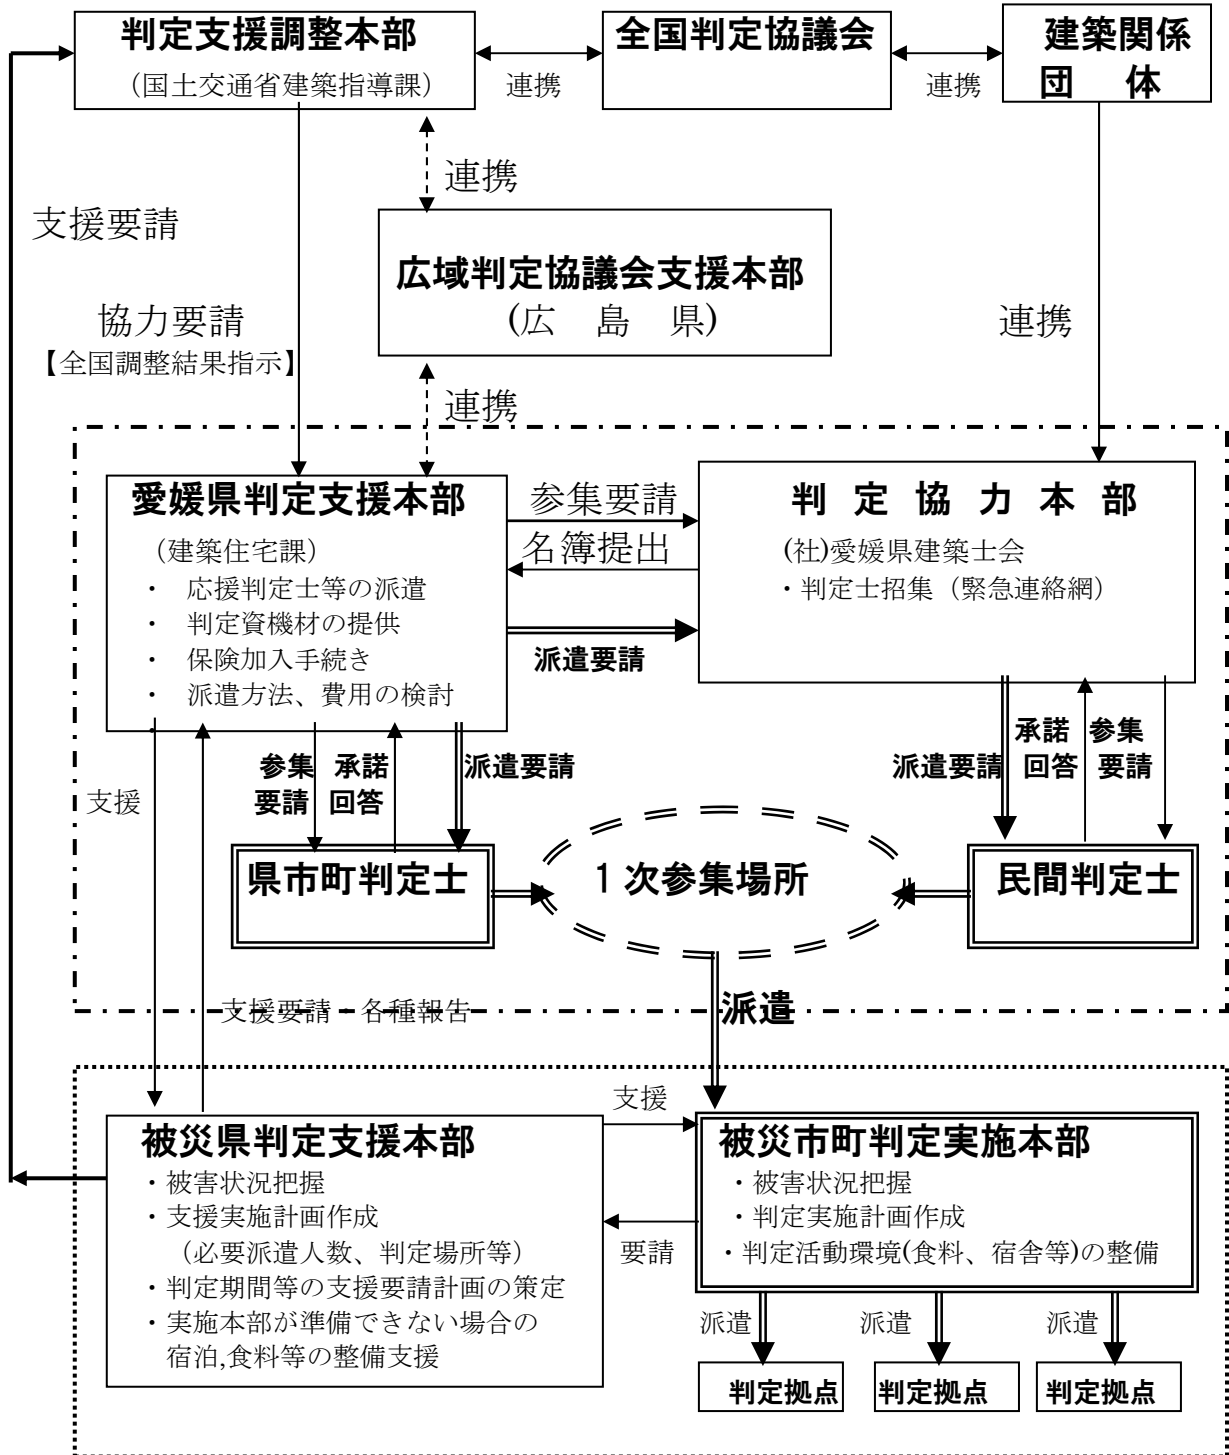 判定支援調整本部
（国土交通省建築指導課）
連携
全国判定協議会
連携
建築関係
団　体
連携
支援要請
広域判定協議会支援本部
(広　島　県)
協力要請
【全国調整結果指示】
連携
連携
愛媛県判定支援本部
（建築住宅課）
・　応援判定士等の派遣
・　判定資機材の提供
・　保険加入手続き
・　派遣方法、費用の検討
・
参集要請
名簿提出
派遣要請
判　定　協　力　本　部
(社)愛媛県建築士会
・判定士招集（緊急連絡網）
支援
参集
要請
承諾
回答
派遣要請
派遣要請
承諾
回答
参集
要請
県市町判定士
1 次参集場所
民間判定士
支援要請・各種報告
派遣
被災県判定支援本部
・被害状況把握
・支援実施計画作成
（必要派遣人数、判定場所等）
・判定期間等の支援要請計画の策定
・実施本部が準備できない場合の
宿泊,食料等の整備支援
支援
要請
被災市町判定実施本部
・被害状況把握
・判定実施計画作成
・判定活動環境(食料、宿舎等)の整備
派遣
派遣
派遣
判定拠点
判定拠点
判定拠点